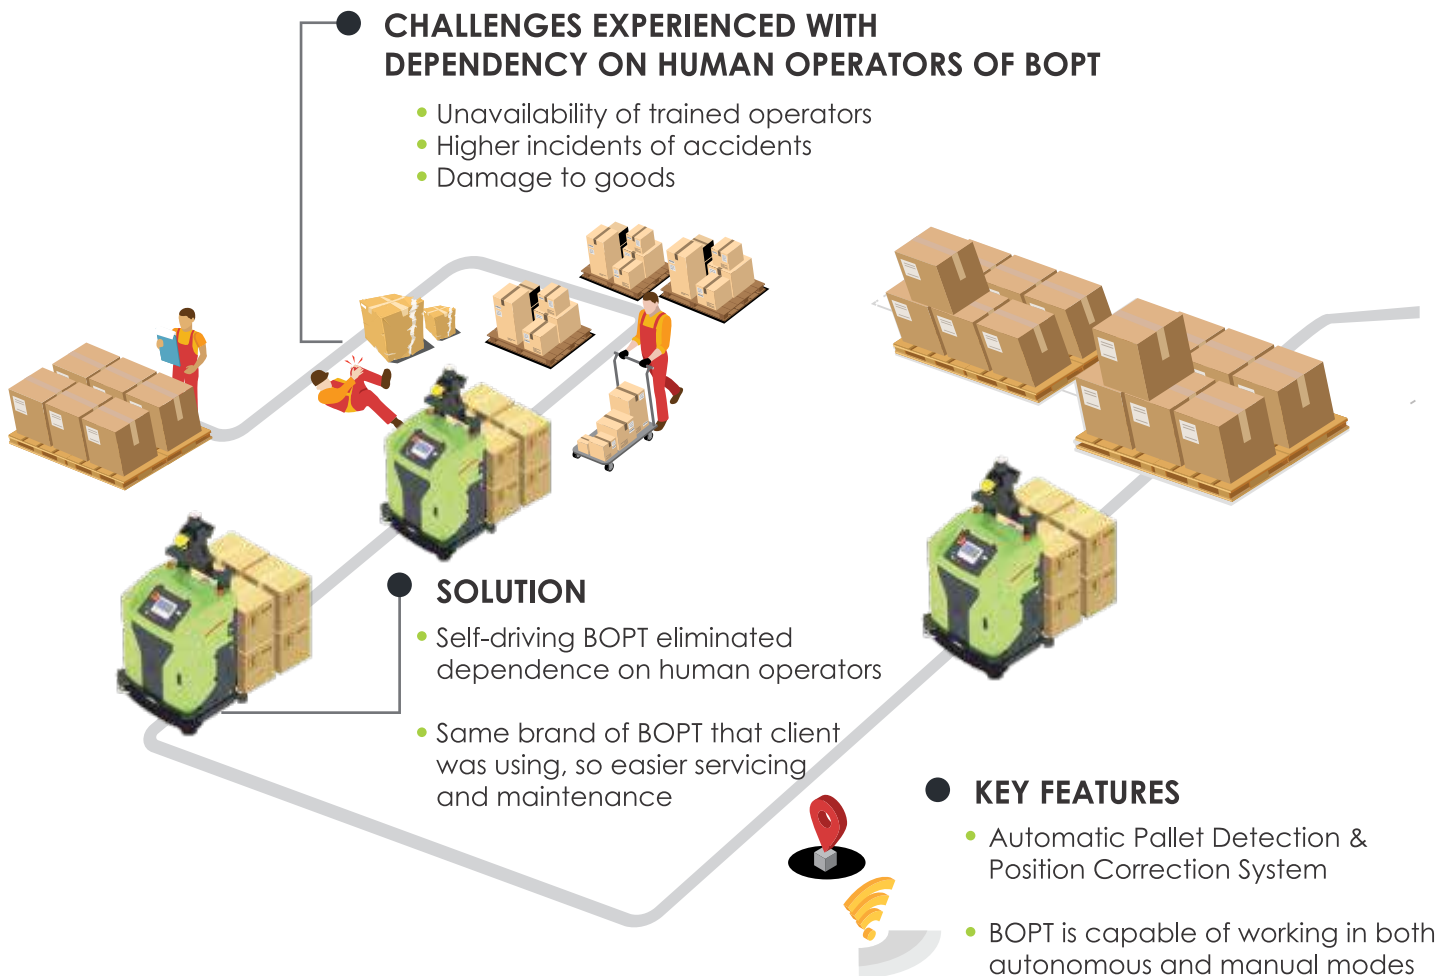 CHALLENGES EXPERIENCED WITH
DEPENDENCY ON HUMAN OPERATORS OF BOPT
• Unavailability of trained operators
• Higher incidents of accidents
• Damage to goods
SOLUTION
• Self-driving BOPT eliminated
dependence on human operators
• Same brand of BOPT that client
was using, so easier servicing
and maintenance
KEY FEATURES
• Automatic Pallet Detection &
Position Correction System
• BOPT is capable of working in both
autonomous and manual modes